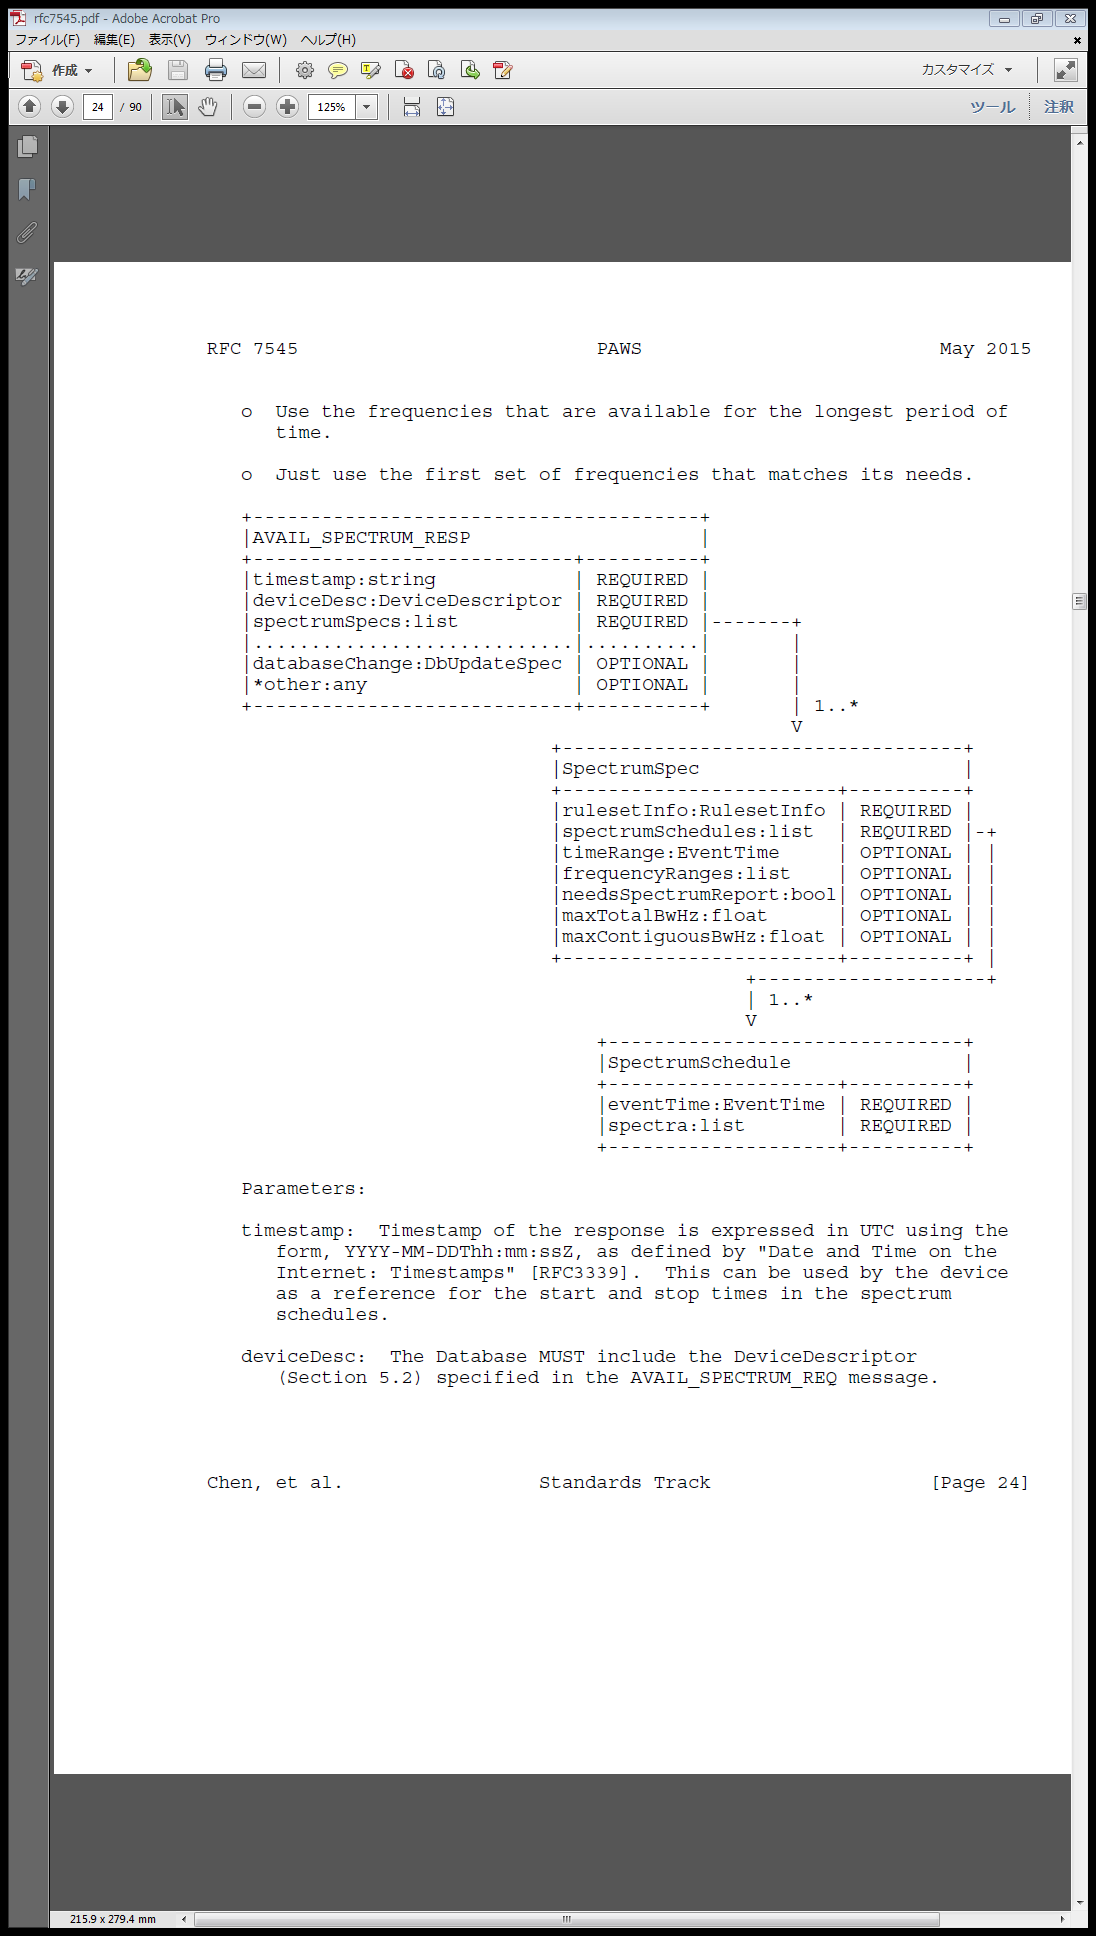 rfc7545.pdf - Adobe Acrobat Pro
ファイル(F) 編集(E) 表示(V) ウィンドウ(W) ヘルプ(H)
作成 カスタマイズ
24 / 90 125% ツール 注釈
RFC 7545 PAWS May 2015
o Use the frequencies that are available for the longest period of
time.
o Just use the first set of frequencies that matches its needs.
+---------------------------------------+
|AVAIL_SPECTRUM_RESP |
+----------------------------+----------+
|timestamp:string | REQUIRED |
|deviceDesc:DeviceDescriptor | REQUIRED |
|spectrumSpecs:list | REQUIRED |-------+
|............................|..........| |
|databaseChange:DbUpdateSpec | OPTIONAL | |
|*other:any | OPTIONAL | |
+----------------------------+----------+ | 1..*
V
+-----------------------------------+
|SpectrumSpec |
+------------------------+----------+
|rulesetInfo:RulesetInfo | REQUIRED |
|spectrumSchedules:list | REQUIRED |-+
|timeRange:EventTime | OPTIONAL | |
|frequencyRanges:list | OPTIONAL | |
|needsSpectrumReport:bool| OPTIONAL | |
|maxTotalBwHz:float | OPTIONAL | |
|maxContiguousBwHz:float | OPTIONAL | |
+------------------------+----------+ |
+--------------------+
| 1..*
V
+-------------------------------+
|SpectrumSchedule |
+--------------------+----------+
|eventTime:EventTime | REQUIRED |
|spectra:list | REQUIRED |
+--------------------+----------+
Parameters:
timestamp: Timestamp of the response is expressed in UTC using the
form, YYYY-MM-DDThh:mm:ssZ, as defined by "Date and Time on the
Internet: Timestamps" [RFC3339]. This can be used by the device
as a reference for the start and stop times in the spectrum
schedules.
deviceDesc: The Database MUST include the DeviceDescriptor
(Section 5.2) specified in the AVAIL_SPECTRUM_REQ message.
Chen, et al. Standards Track [Page 24]
215.9 x 279.4 mm